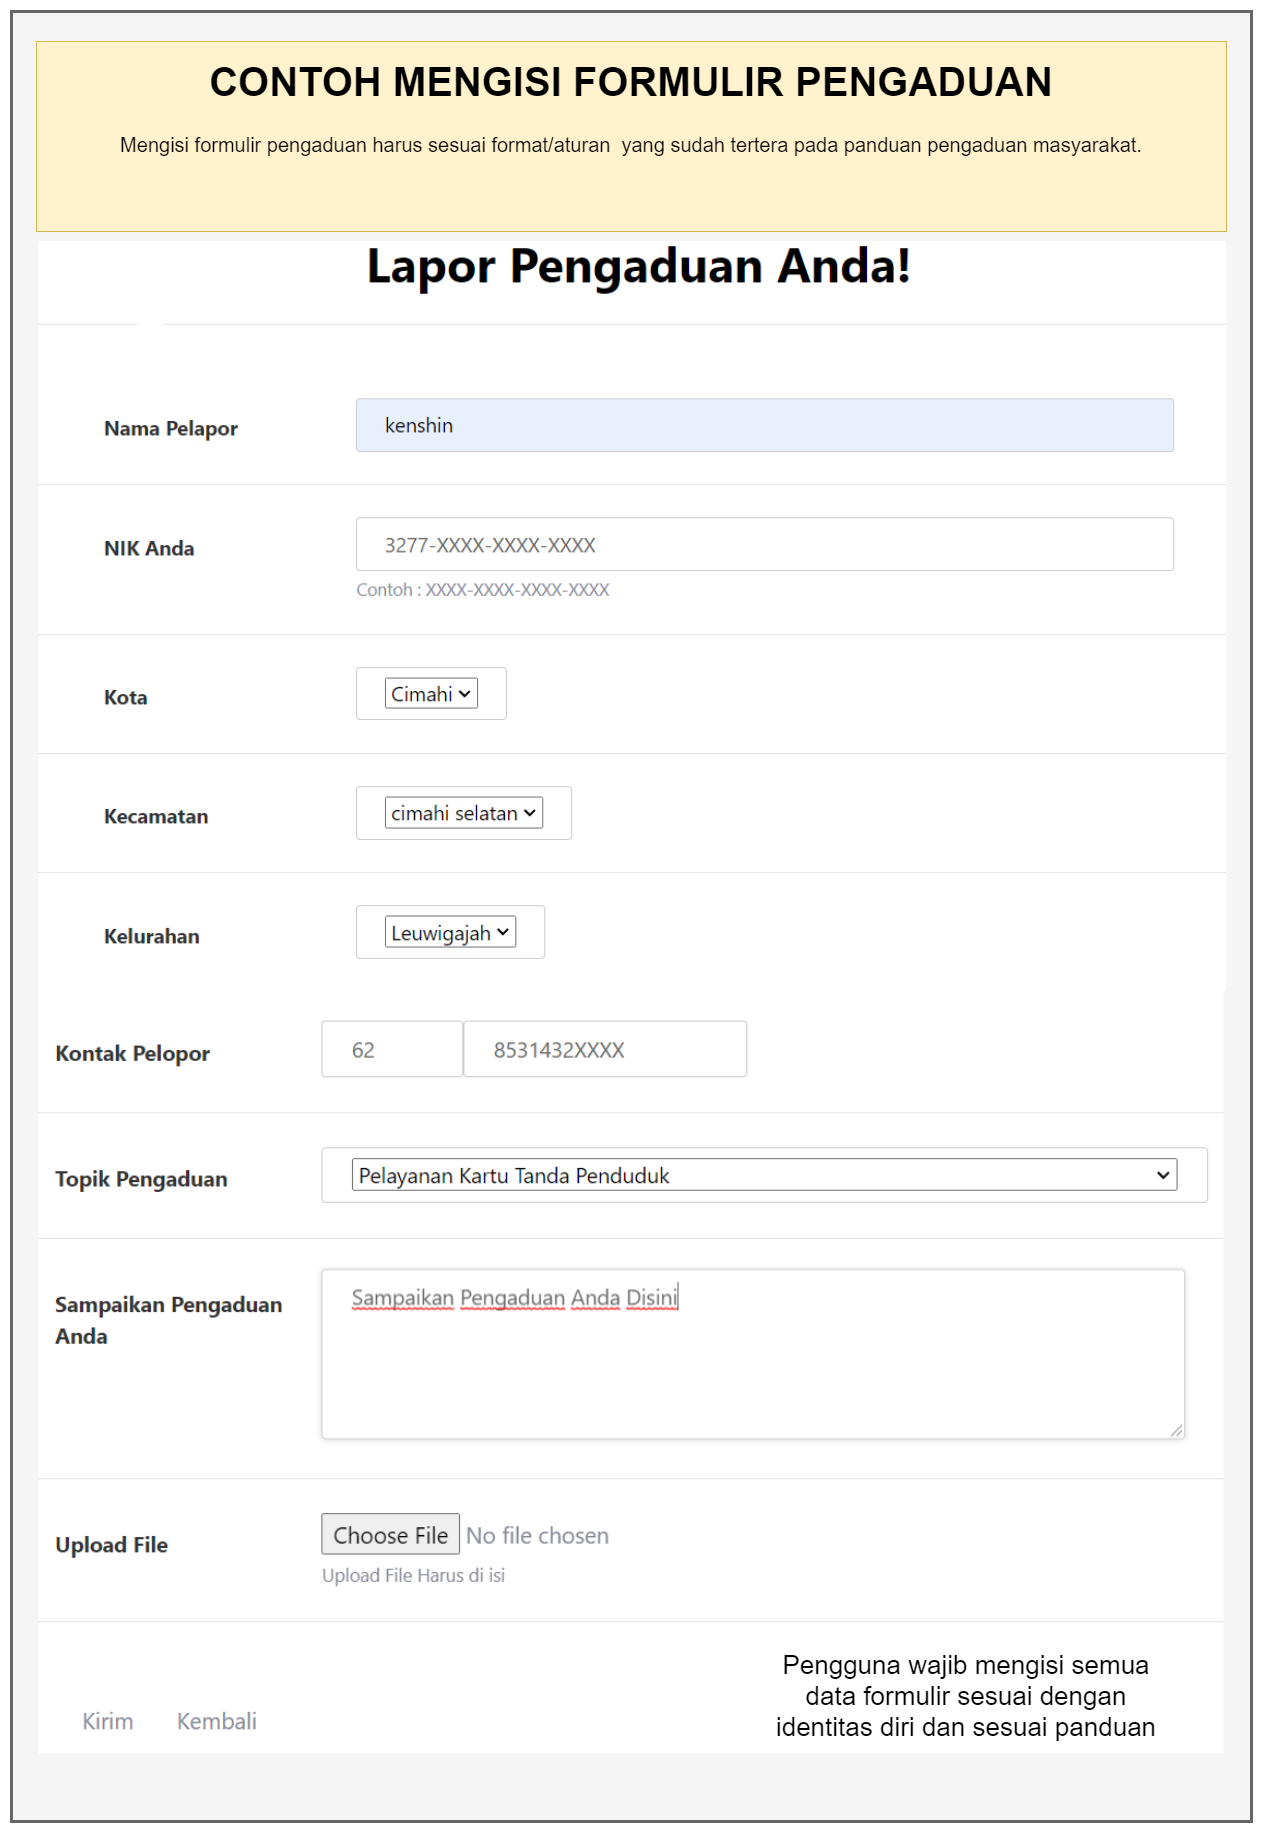 CONTOH MENGISI FORMULIR PENGADUAN
Mengisi formulir pengaduan harus sesuai format/aturan  yang sudah tertera pada panduan pengaduan masyarakat.
Lapor Pengaduan Anda!
Nama Pelapor
kenshin
NIK Anda
3277-XXXX-XXXX-XXXX
Contoh : XXXX-XXXX-XXXX-XXXX
Kota
Cimahi
Kecamatan
cimahi selatan
Kelurahan
Leuwigajah
Kontak Pelopor
62
8531432XXXX
Topik Pengaduan
Pelayanan Kartu Tanda Penduduk
Sampaikan Pengaduan
Anda
Sampaikan Pengaduan Anda Disini
Upload File
Choose File No file chosen
Upload File Harus di isi
Pengguna wajib mengisi semua
data formulir sesuai dengan
identitas diri dan sesuai panduan
Kirim
Kembali